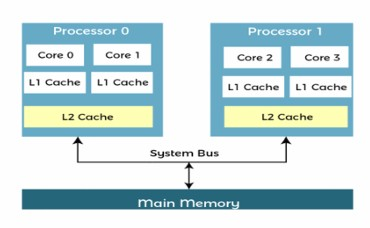 Processor 0
Core 0 Core 1
L1 Cache L1 Cache
L2 Cache
Processor 1
Core 2 Core 3
L1 Cache L1 Cache
L2 Cache
System Bus
Main Memory